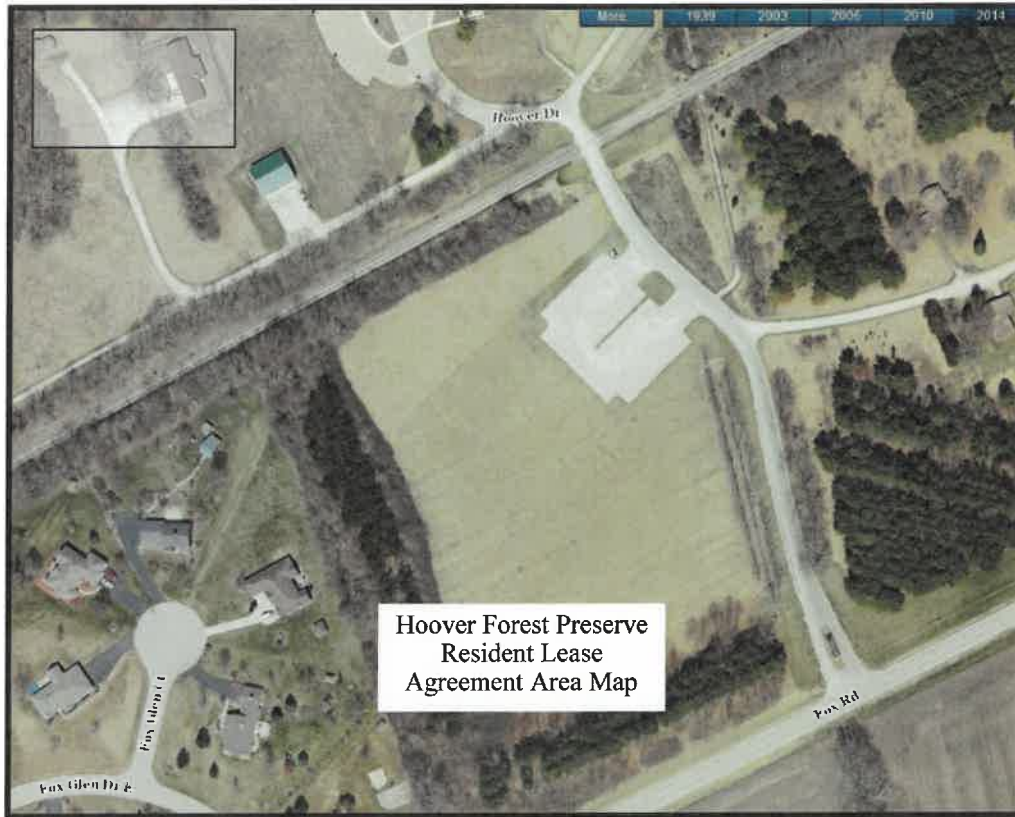 More 1939 2003 2006 2010 2014
Hoover Dr
Hoover Forest Preserve
Resident Lease
Agreement Area Map
Fox Rd
Fox Glen Ct
Fox Glen Dr E